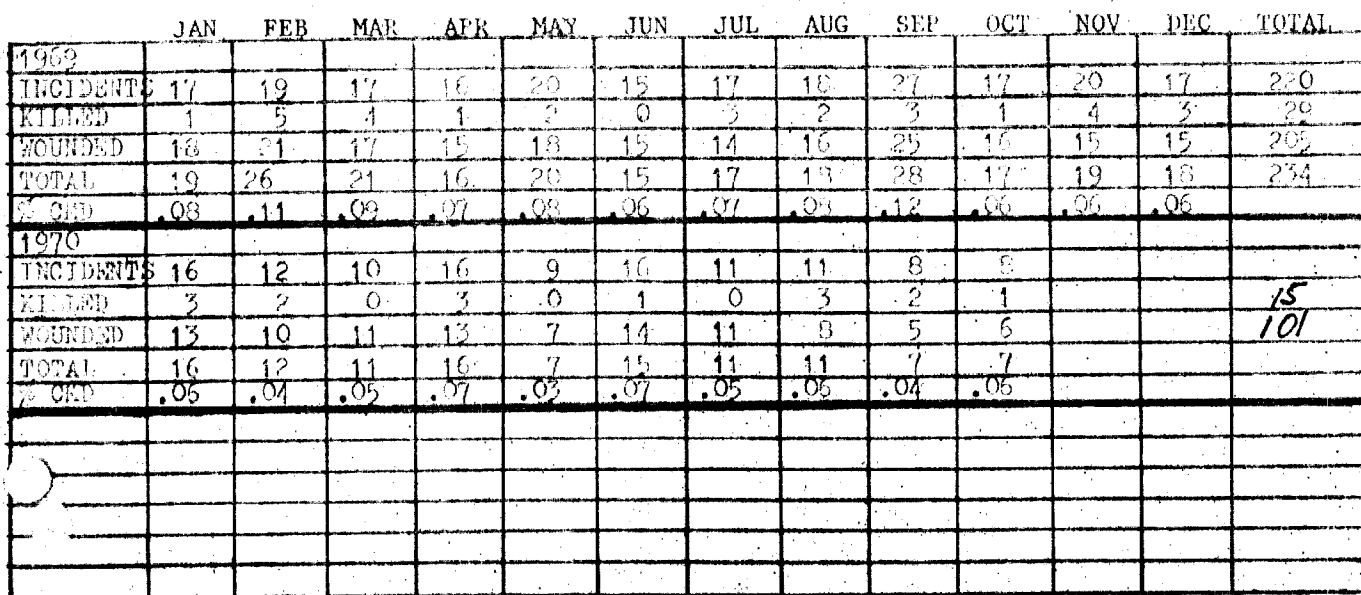 JAN FEB MAR APR MAY JUN JUL AUG SEP OCT NOV DEC TOTAL
1969
INCIDENTS 17 19 17 16 20 15 17 18 27 17 20 17 220
KILLED 1 5 4 1 2 0 3 2 3 1 4 3 29
WOUNDED 18 21 17 15 18 15 14 16 25 16 15 15 205
TOTAL 19 26 21 16 20 15 17 18 28 17 19 18 234
% CMD .08 .11 .09 .07 .08 .06 .07 .08 .12 .06 .06 .06
1970
INCIDENTS 16 12 10 16 9 16 11 11 8 8
KILLED 3 2 0 3 0 1 0 3 2 1 15
WOUNDED 13 10 11 13 7 14 11 8 5 6 101
TOTAL 16 12 11 16 7 15 11 11 7 7
% CMD .04 .05 .07 .03 .07 .05 .04